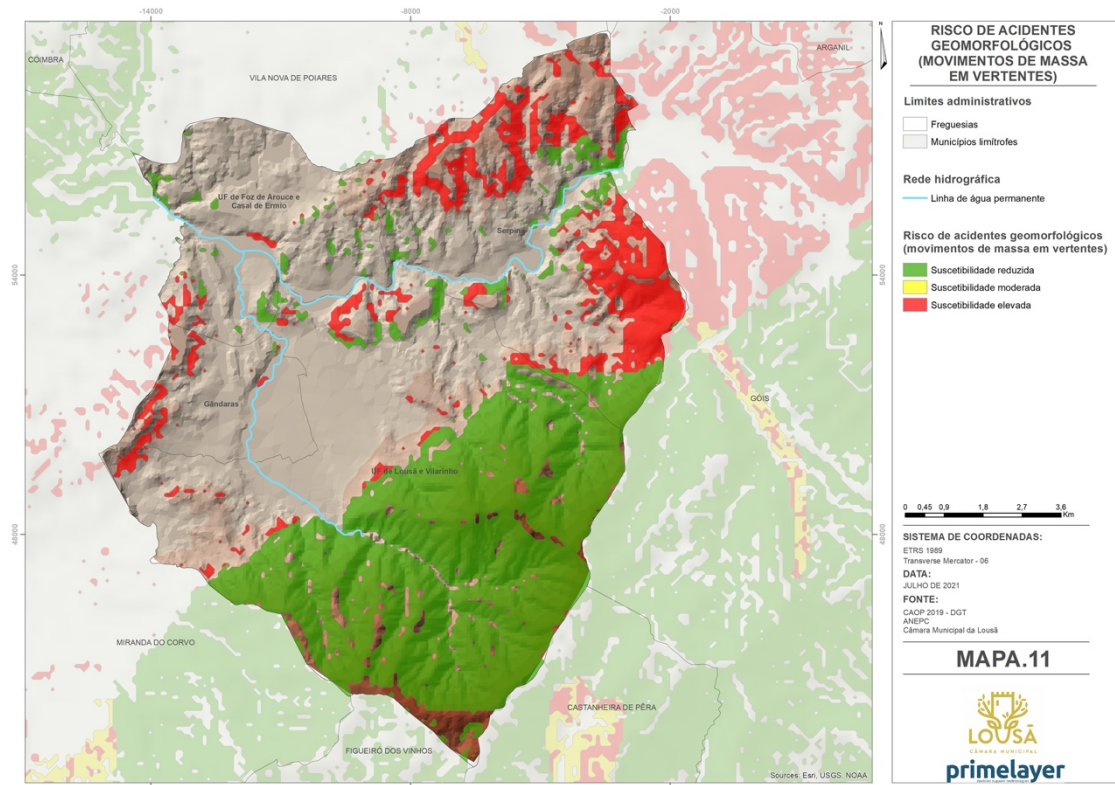 -14000
-8000
-2000
COIMBRA
VILA NOVA DE POIARES
ARGANIL
N
UF de Foz de Arouce e
Casal de Ermio
Serpins
54000
54000
Gândaras
GÓIS
UF de Lousã e Vilarinho
48000
48000
MIRANDA DO CORVO
CASTANHEIRA DE PÊRA
FIGUEIRÓ DOS VINHOS
Sources: Esri, USGS, NOAA
RISCO DE ACIDENTES
GEOMORFOLÓGICOS
(MOVIMENTOS DE MASSA
EM VERTENTES)
Limites administrativos
Freguesias
Municípios limítrofes
Rede hidrográfica
Linha de água permanente
Risco de acidentes geomorfológicos
(movimentos de massa em vertentes)
Suscetibilidade reduzida
Suscetibilidade moderada
Suscetibilidade elevada
0 0,45 0,9 1,8 2,7 3,6
Km
SISTEMA DE COORDENADAS:
ETRS 1989
Transverse Mercator - 06
DATA:
JULHO DE 2021
FONTE:
CAOP 2019 - DGT
ANEPC
Câmara Municipal da Lousã
MAPA.11
LOUSÃ
CÂMARA MUNICIPAL
primelayer